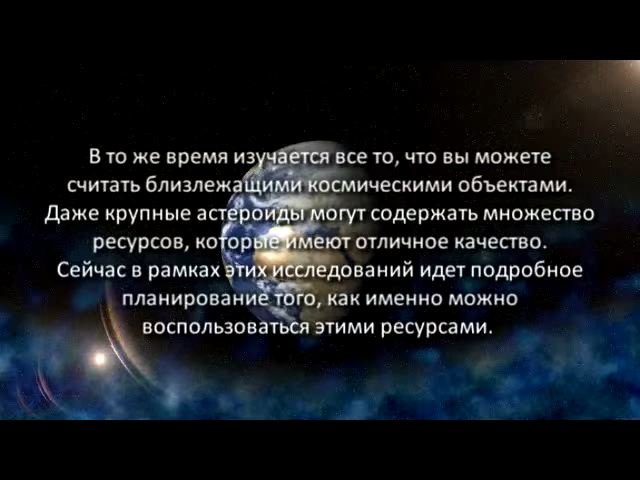 В то же время изучается все то, что вы можете
считать близлежащими космическими объектами.
Даже крупные астероиды могут содержать множество
ресурсов, которые имеют отличное качество.
Сейчас в рамках этих исследований идет подробное
планирование того, как именно можно
воспользоваться этими ресурсами.